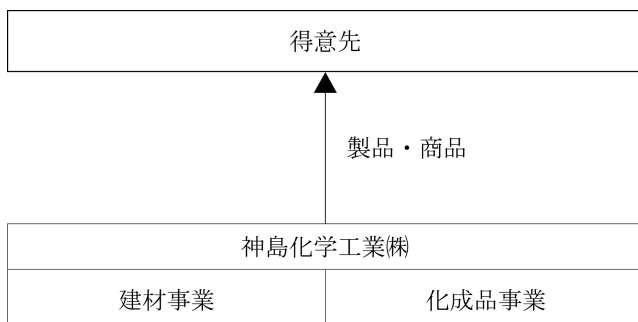 得意先
製品・商品
神島化学工業㈱
建材事業
化成品事業